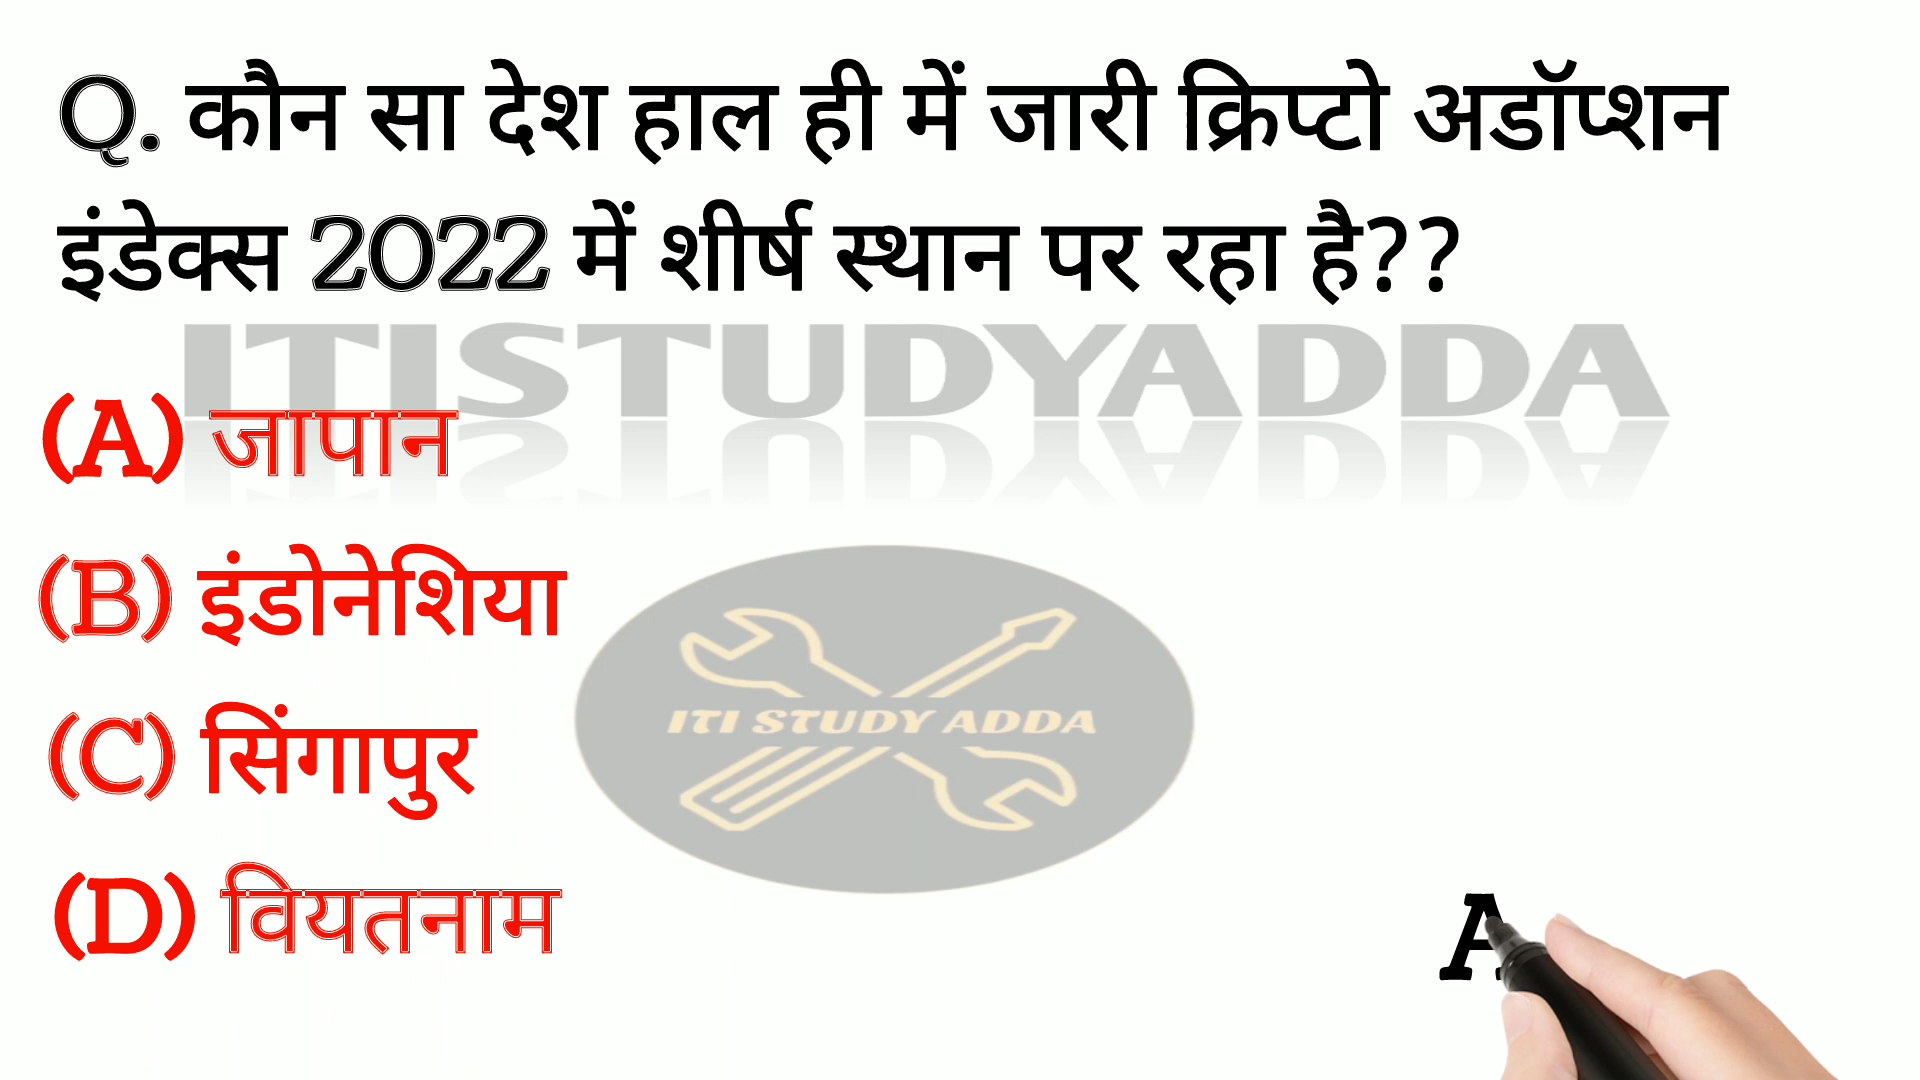 Q. कौन सा देश हाल ही में जारी क्रिप्टो अडॉप्शन
इंडेक्स 2022 में शीर्ष स्थान पर रहा है??
ITISTUDYADDA
(A) जापान
(B) इंडोनेशिया
(C) सिंगापुर
ITI STUDY ADDA
(D) वियतनाम
A